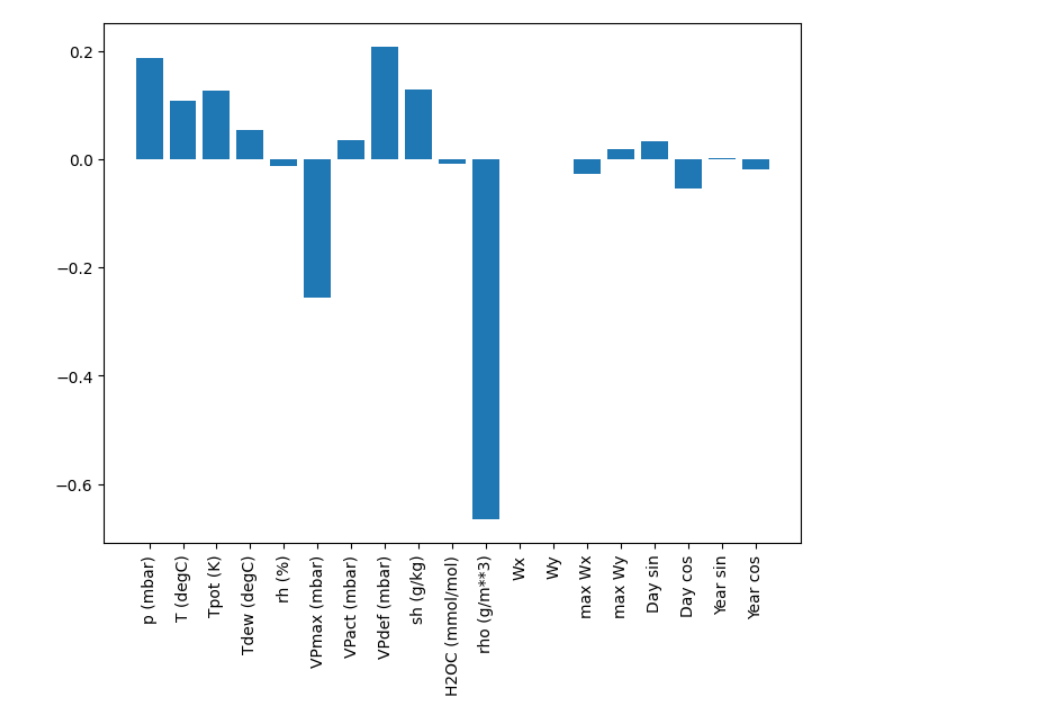 0.2
0.0
−0.2
−0.4
−0.6
p (mbar)
T (degC)
Tpot (K)
Tdew (degC)
rh (%)
VPmax (mbar)
VPact (mbar)
VPdef (mbar)
sh (g/kg)
H2OC (mmol/mol)
rho (g/m**3)
Wx
Wy
max Wx
max Wy
Day sin
Day cos
Year sin
Year cos